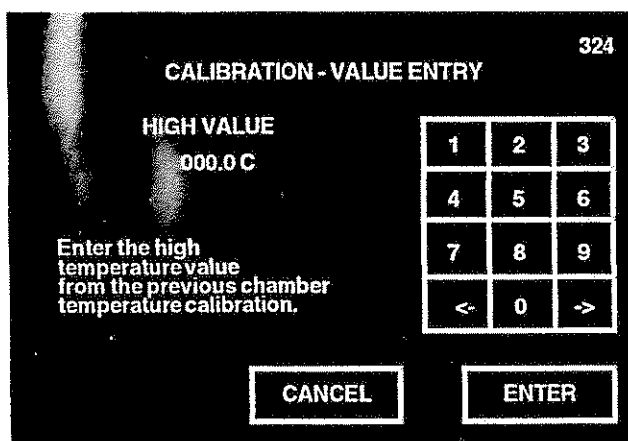 324
CALIBRATION - VALUE ENTRY
HIGH VALUE
000.0 C
1 2 3
4 5 6
7 8 9
<- 0 ->
Enter the high
temperature value
from the previous chamber
temperature calibration.
CANCEL ENTER